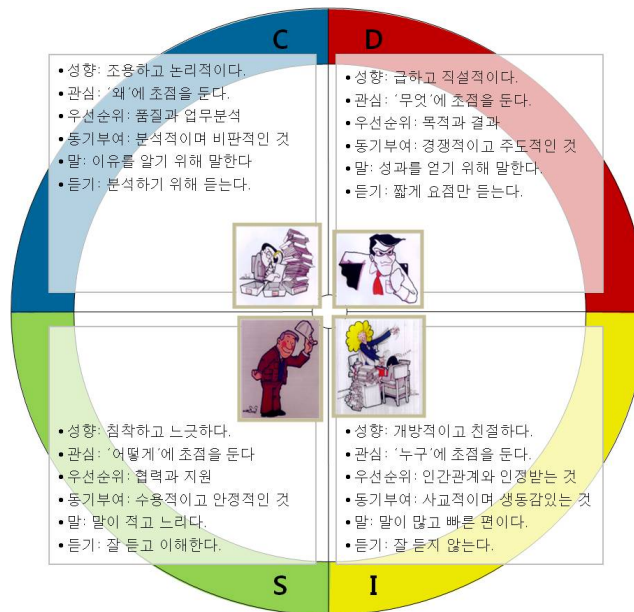 C
• 성향: 조용하고 논리적이다.
• 관심: ‘왜’에 초점을 둔다.
• 우선순위: 품질과 업무분석
• 동기부여: 분석적이며 비판적인 것
• 말: 이유를 알기 위해 말한다
• 듣기: 분석하기 위해 듣는다.
D
• 성향: 급하고 직설적이다.
• 관심: ‘무엇’에 초점을 둔다.
• 우선순위: 목적과 결과
• 동기부여: 경쟁적이고 주도적인 것
• 말: 성과를 얻기 위해 말한다.
• 듣기: 짧게 요점만 듣는다.
• 성향: 침착하고 느긋하다.
• 관심: ‘어떻게’에 초점을 둔다
• 우선순위: 협력과 지원
• 동기부여: 수용적이고 안정적인 것
• 말: 말이 적고 느리다.
• 듣기: 잘 듣고 이해한다.
S
• 성향: 개방적이고 친절하다.
• 관심: ‘누구’에 초점을 둔다.
• 우선순위: 인간관계와 인정받는 것
• 동기부여: 사교적이며 생동감있는 것
• 말: 말이 많고 빠른 편이다.
• 듣기: 잘 듣지 않는다.
I